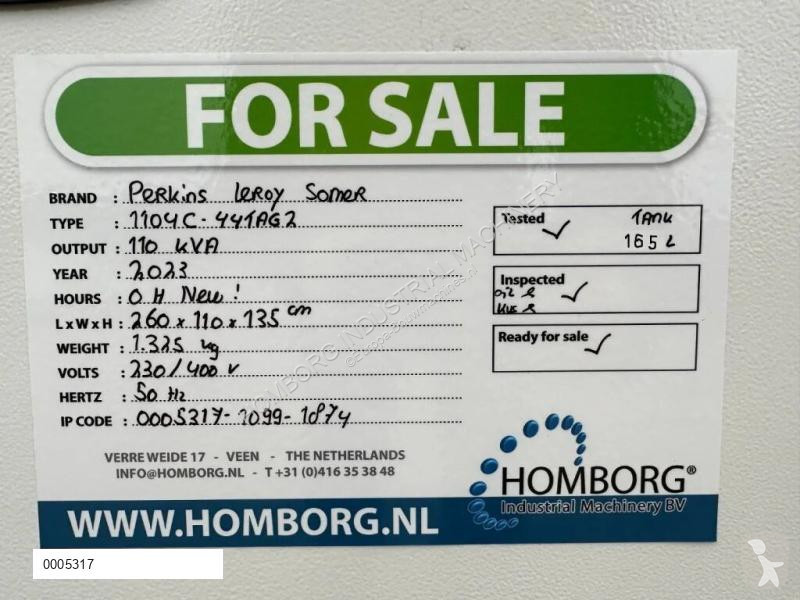 FOR SALE
BRAND : Perkins Leroy Somer
TYPE : 1104C-44TAG2
OUTPUT : 110 kVA
YEAR : 2023
HOURS : 0 H New!
L x W x H : 260 x 110 x 135 cm
WEIGHT : 1.325 kg
VOLTS : 230/400 V
HERTZ : 50 Hz
IP CODE : 0005317-1099-1874
Tested ✓ TANK
165 L
Inspected ✓
Ready for sale ✓
VERRE WEIDE 17 - VEEN - THE NETHERLANDS
INFO@HOMBORG.NL - T +31 (0)416 35 38 48
HOMBORG®
Industrial Machinery BV
WWW.HOMBORG.NL
HOMBORG INDUSTRIAL MACHINERY
0005317